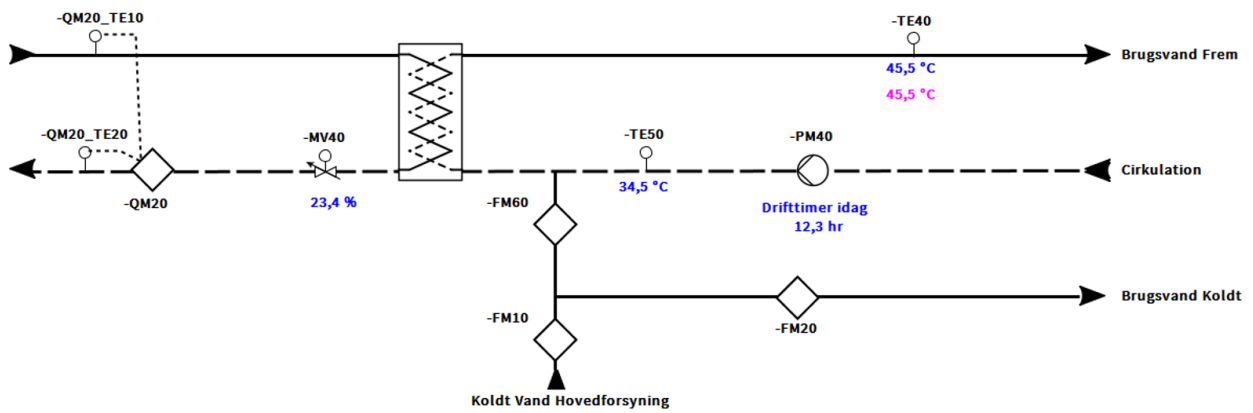 -QM20_TE10
-TE40
Brugsvand Frem
45,5 °C
45,5 °C
-QM20_TE20
-MV40
-TE50
-PM40
Cirkulation
-QM20
23,4 %
-FM60
34,5 °C
Drifttimer idag
12,3 hr
Brugsvand Koldt
-FM10
-FM20
Koldt Vand Hovedforsyning